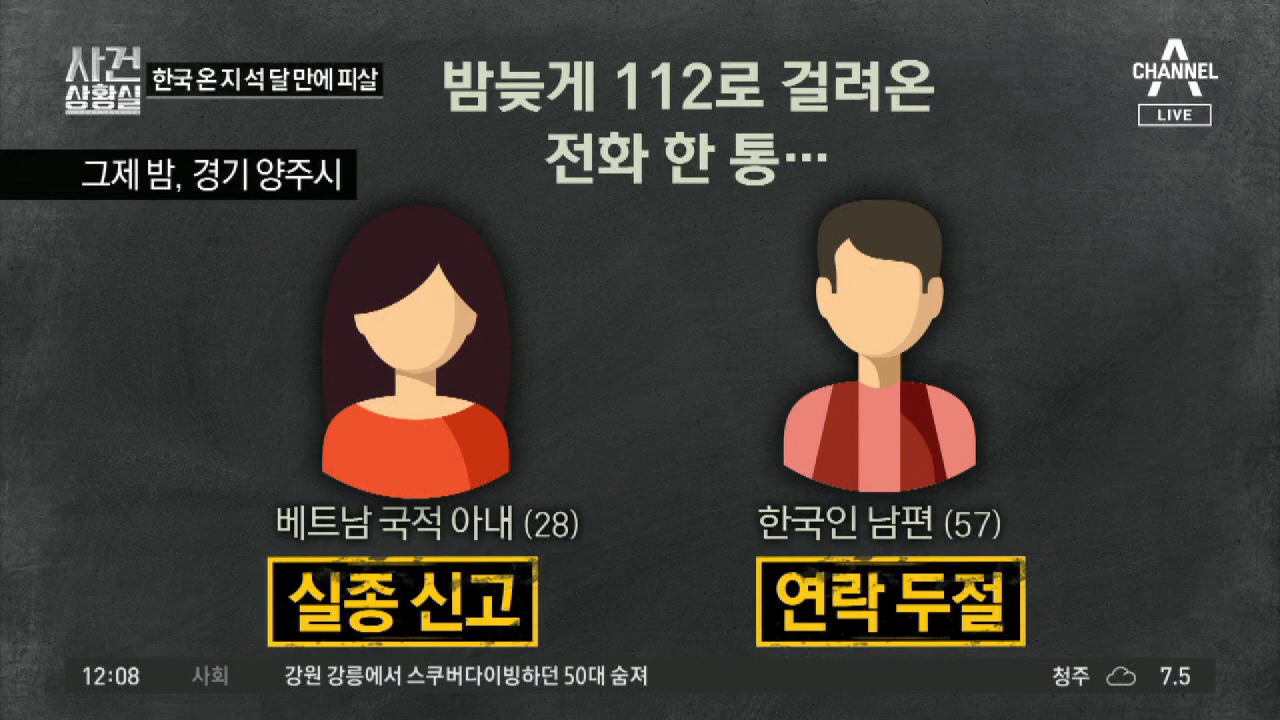 사건
상황실
한국 온 지 석 달 만에 피살
밤늦게 112로 걸려온
전화 한 통…
CHANNEL A
LIVE
그제 밤, 경기 양주시
베트남 국적 아내 (28)
한국인 남편 (57)
실종 신고
연락 두절
12:08 사회 강원 강릉에서 스쿠버다이빙하던 50대 숨져 청주 7.5